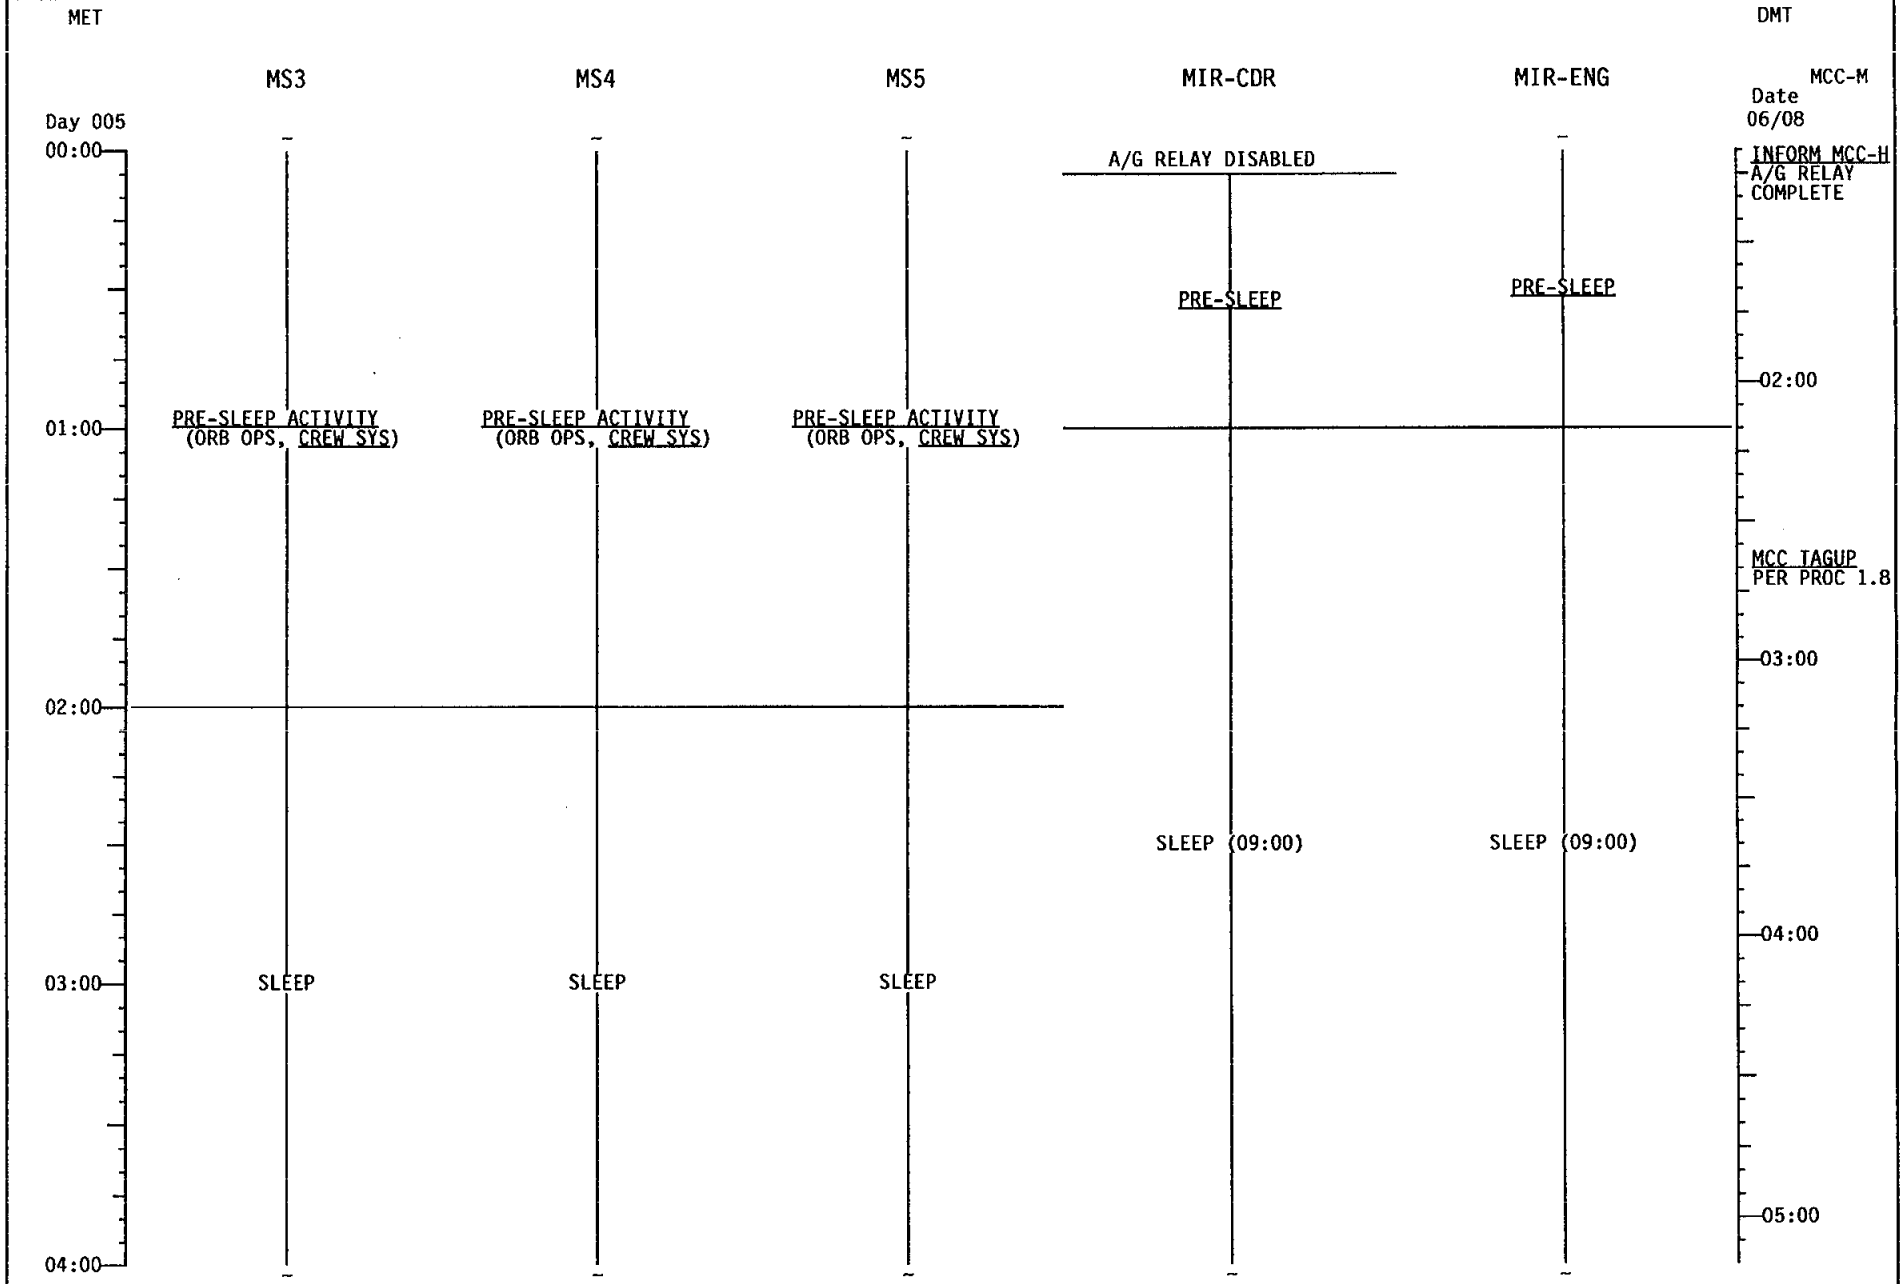 MET
DMT
MS3 MS4 MS5 MIR-CDR MIR-ENG MCC-M
Date
06/08
Day 005
~ ~ ~ ~
00:00
A/G RELAY DISABLED
INFORM MCC-H
A/G RELAY
COMPLETE
PRE-SLEEP PRE-SLEEP
02:00
PRE-SLEEP ACTIVITY PRE-SLEEP ACTIVITY PRE-SLEEP ACTIVITY
01:00 (ORB OPS, CREW SYS) (ORB OPS, CREW SYS) (ORB OPS, CREW SYS)
MCC TAGUP
PER PROC 1.8
03:00
02:00
SLEEP (09:00) SLEEP (09:00)
04:00
03:00 SLEEP SLEEP SLEEP
05:00
04:00
~ ~ ~ ~ ~